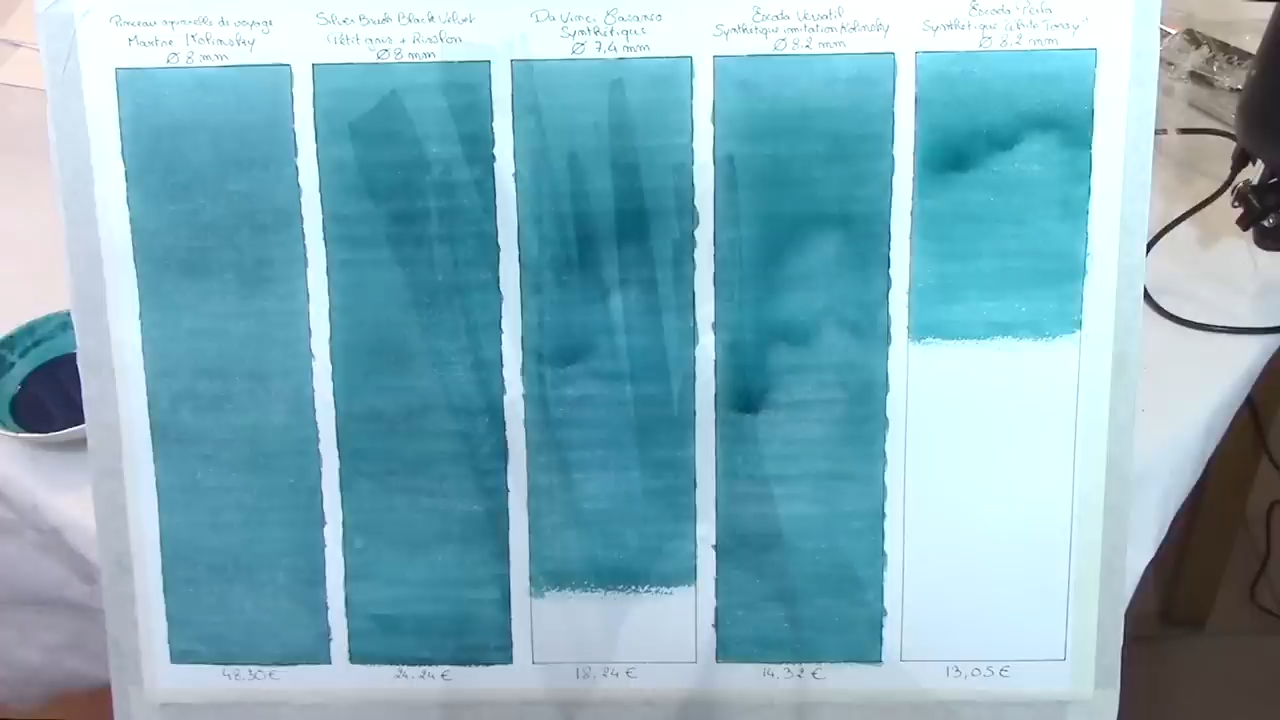 Pinceau aquarelle de voyage
Martre Kolinsky
Ø 8 mm
Silver Brush Black Velvet
Petit gris + Risslon
Ø 8 mm
Da Vinci Casaneo
Synthétique
Ø 7,4 mm
Escoda Versatil
Synthétique imitation Kolinsky
Ø 8.2 mm
Escoda Perla
Synthétique "White Toray"
Ø 8.2 mm
48.30 €
24.24 €
18.24 €
14.32 €
13,05 €